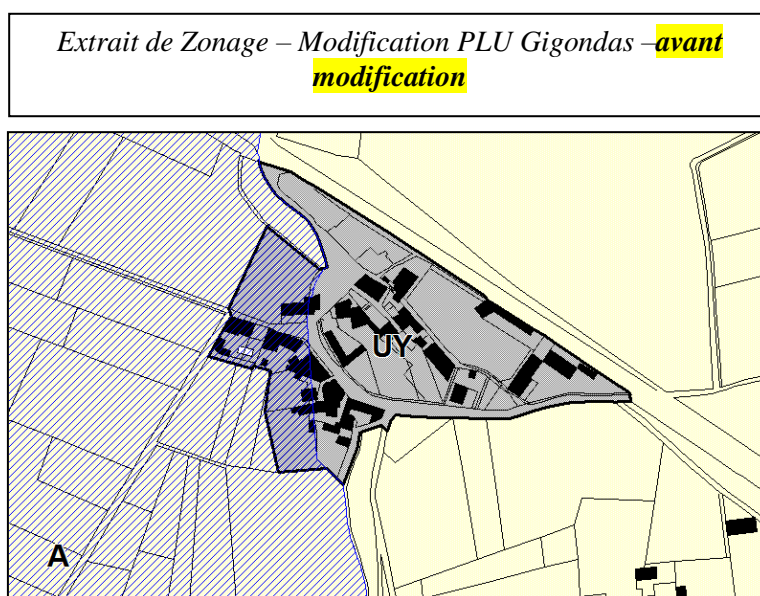 Extrait de Zonage – Modification PLU Gigondas –avant
modification
UY
A